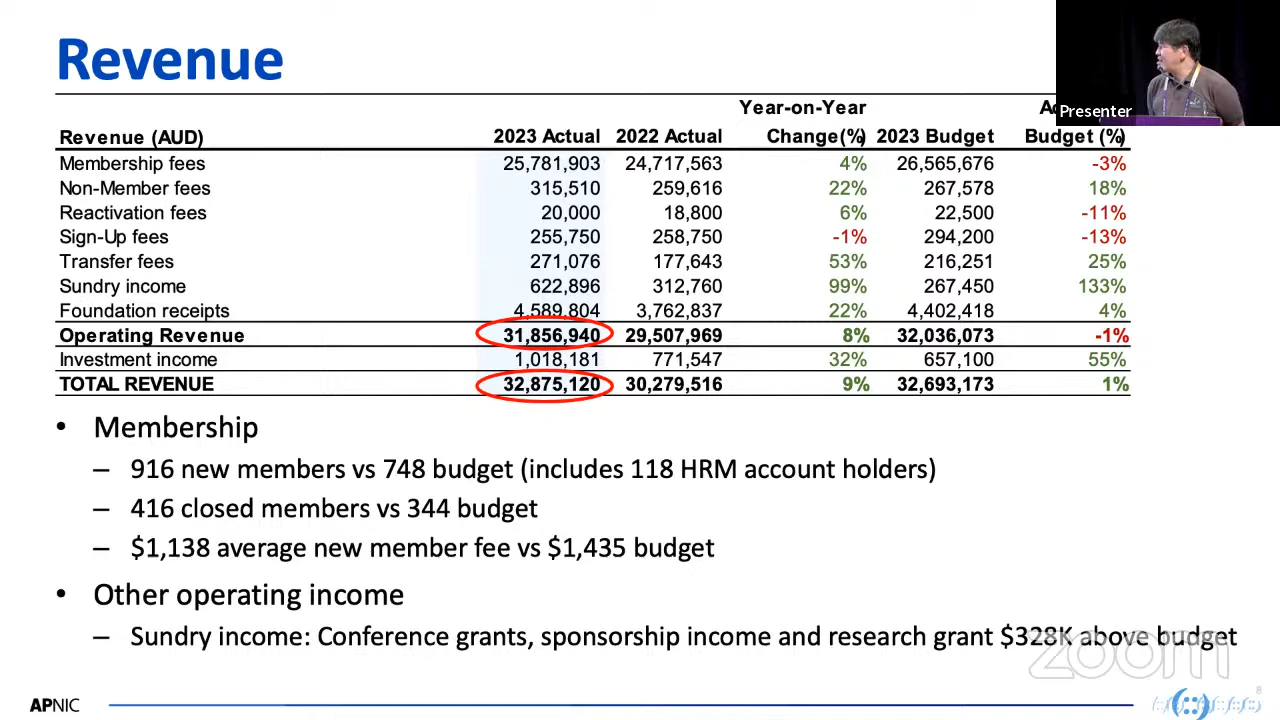 Revenue
Presenter
Year-on-Year
Revenue (AUD) 2023 Actual 2022 Actual Change(%) 2023 Budget Budget (%)
Membership fees 25,781,903 24,717,563 4% 26,565,676 -3%
Non-Member fees 315,510 259,616 22% 267,578 18%
Reactivation fees 20,000 18,800 6% 22,500 -11%
Sign-Up fees 255,750 258,750 -1% 294,200 -13%
Transfer fees 271,076 177,643 53% 216,251 25%
Sundry income 622,896 312,760 99% 267,450 133%
Foundation receipts 4,589,804 3,762,837 22% 4,402,418 4%
Operating Revenue 31,856,940 29,507,969 8% 32,036,073 -1%
Investment income 1,018,181 771,547 32% 657,100 55%
TOTAL REVENUE 32,875,120 30,279,516 9% 32,693,173 1%
• Membership
– 916 new members vs 748 budget (includes 118 HRM account holders)
– 416 closed members vs 344 budget
– $1,138 average new member fee vs $1,435 budget
• Other operating income
– Sundry income: Conference grants, sponsorship income and research grant $328K above budget
zoom
8
APNIC